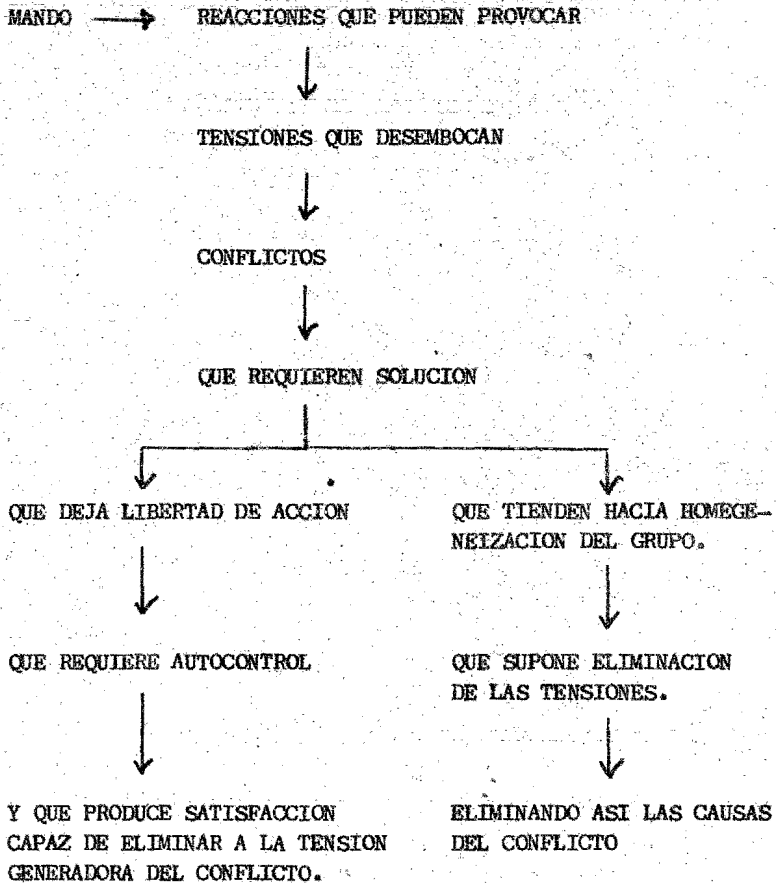 MANDO → REACCIONES QUE PUEDEN PROVOCAR
TENSIONES QUE DESEMBOCAN
CONFLICTOS
QUE REQUIEREN SOLUCION
QUE DEJA LIBERTAD DE ACCION
QUE TIENDEN HACIA HOMEGE-
NEIZACION DEL GRUPO.
QUE REQUIERE AUTOCONTROL
QUE SUPONE ELIMINACION
DE LAS TENSIONES.
Y QUE PRODUCE SATISFACCION
CAPAZ DE ELIMINAR A LA TENSION
GENERADORA DEL CONFLICTO.
ELIMINANDO ASI LAS CAUSAS
DEL CONFLICTO